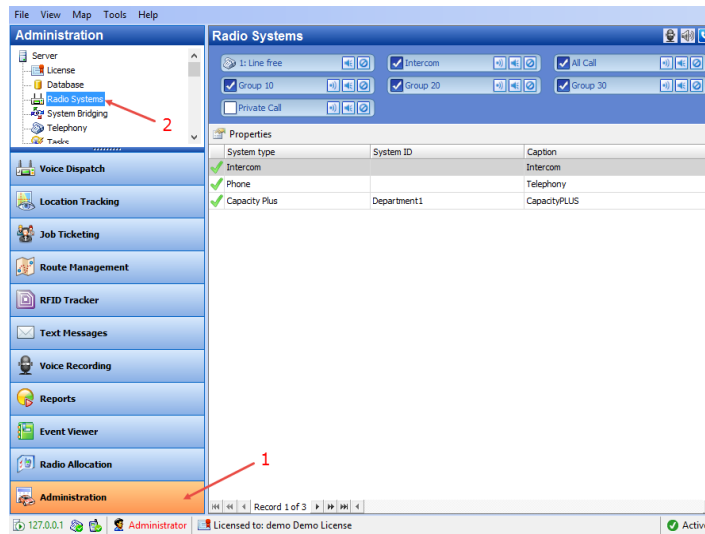 File View Map Tools Help
Administration
Server
License
Database
Radio Systems
System Bridging
Telephony
Tasks
2
Voice Dispatch
Location Tracking
Job Ticketing
Route Management
RFID Tracker
Text Messages
Voice Recording
Reports
Event Viewer
Radio Allocation
Administration
1
Radio Systems
1: Line free Intercom All Call
Group 10 Group 20 Group 30
Private Call
Properties
System type System ID Caption
Intercom Intercom
Phone Telephony
Capacity Plus Department1 CapacityPLUS
Record 1 of 3
127.0.0.1 Administrator Licensed to: demo Demo License Active